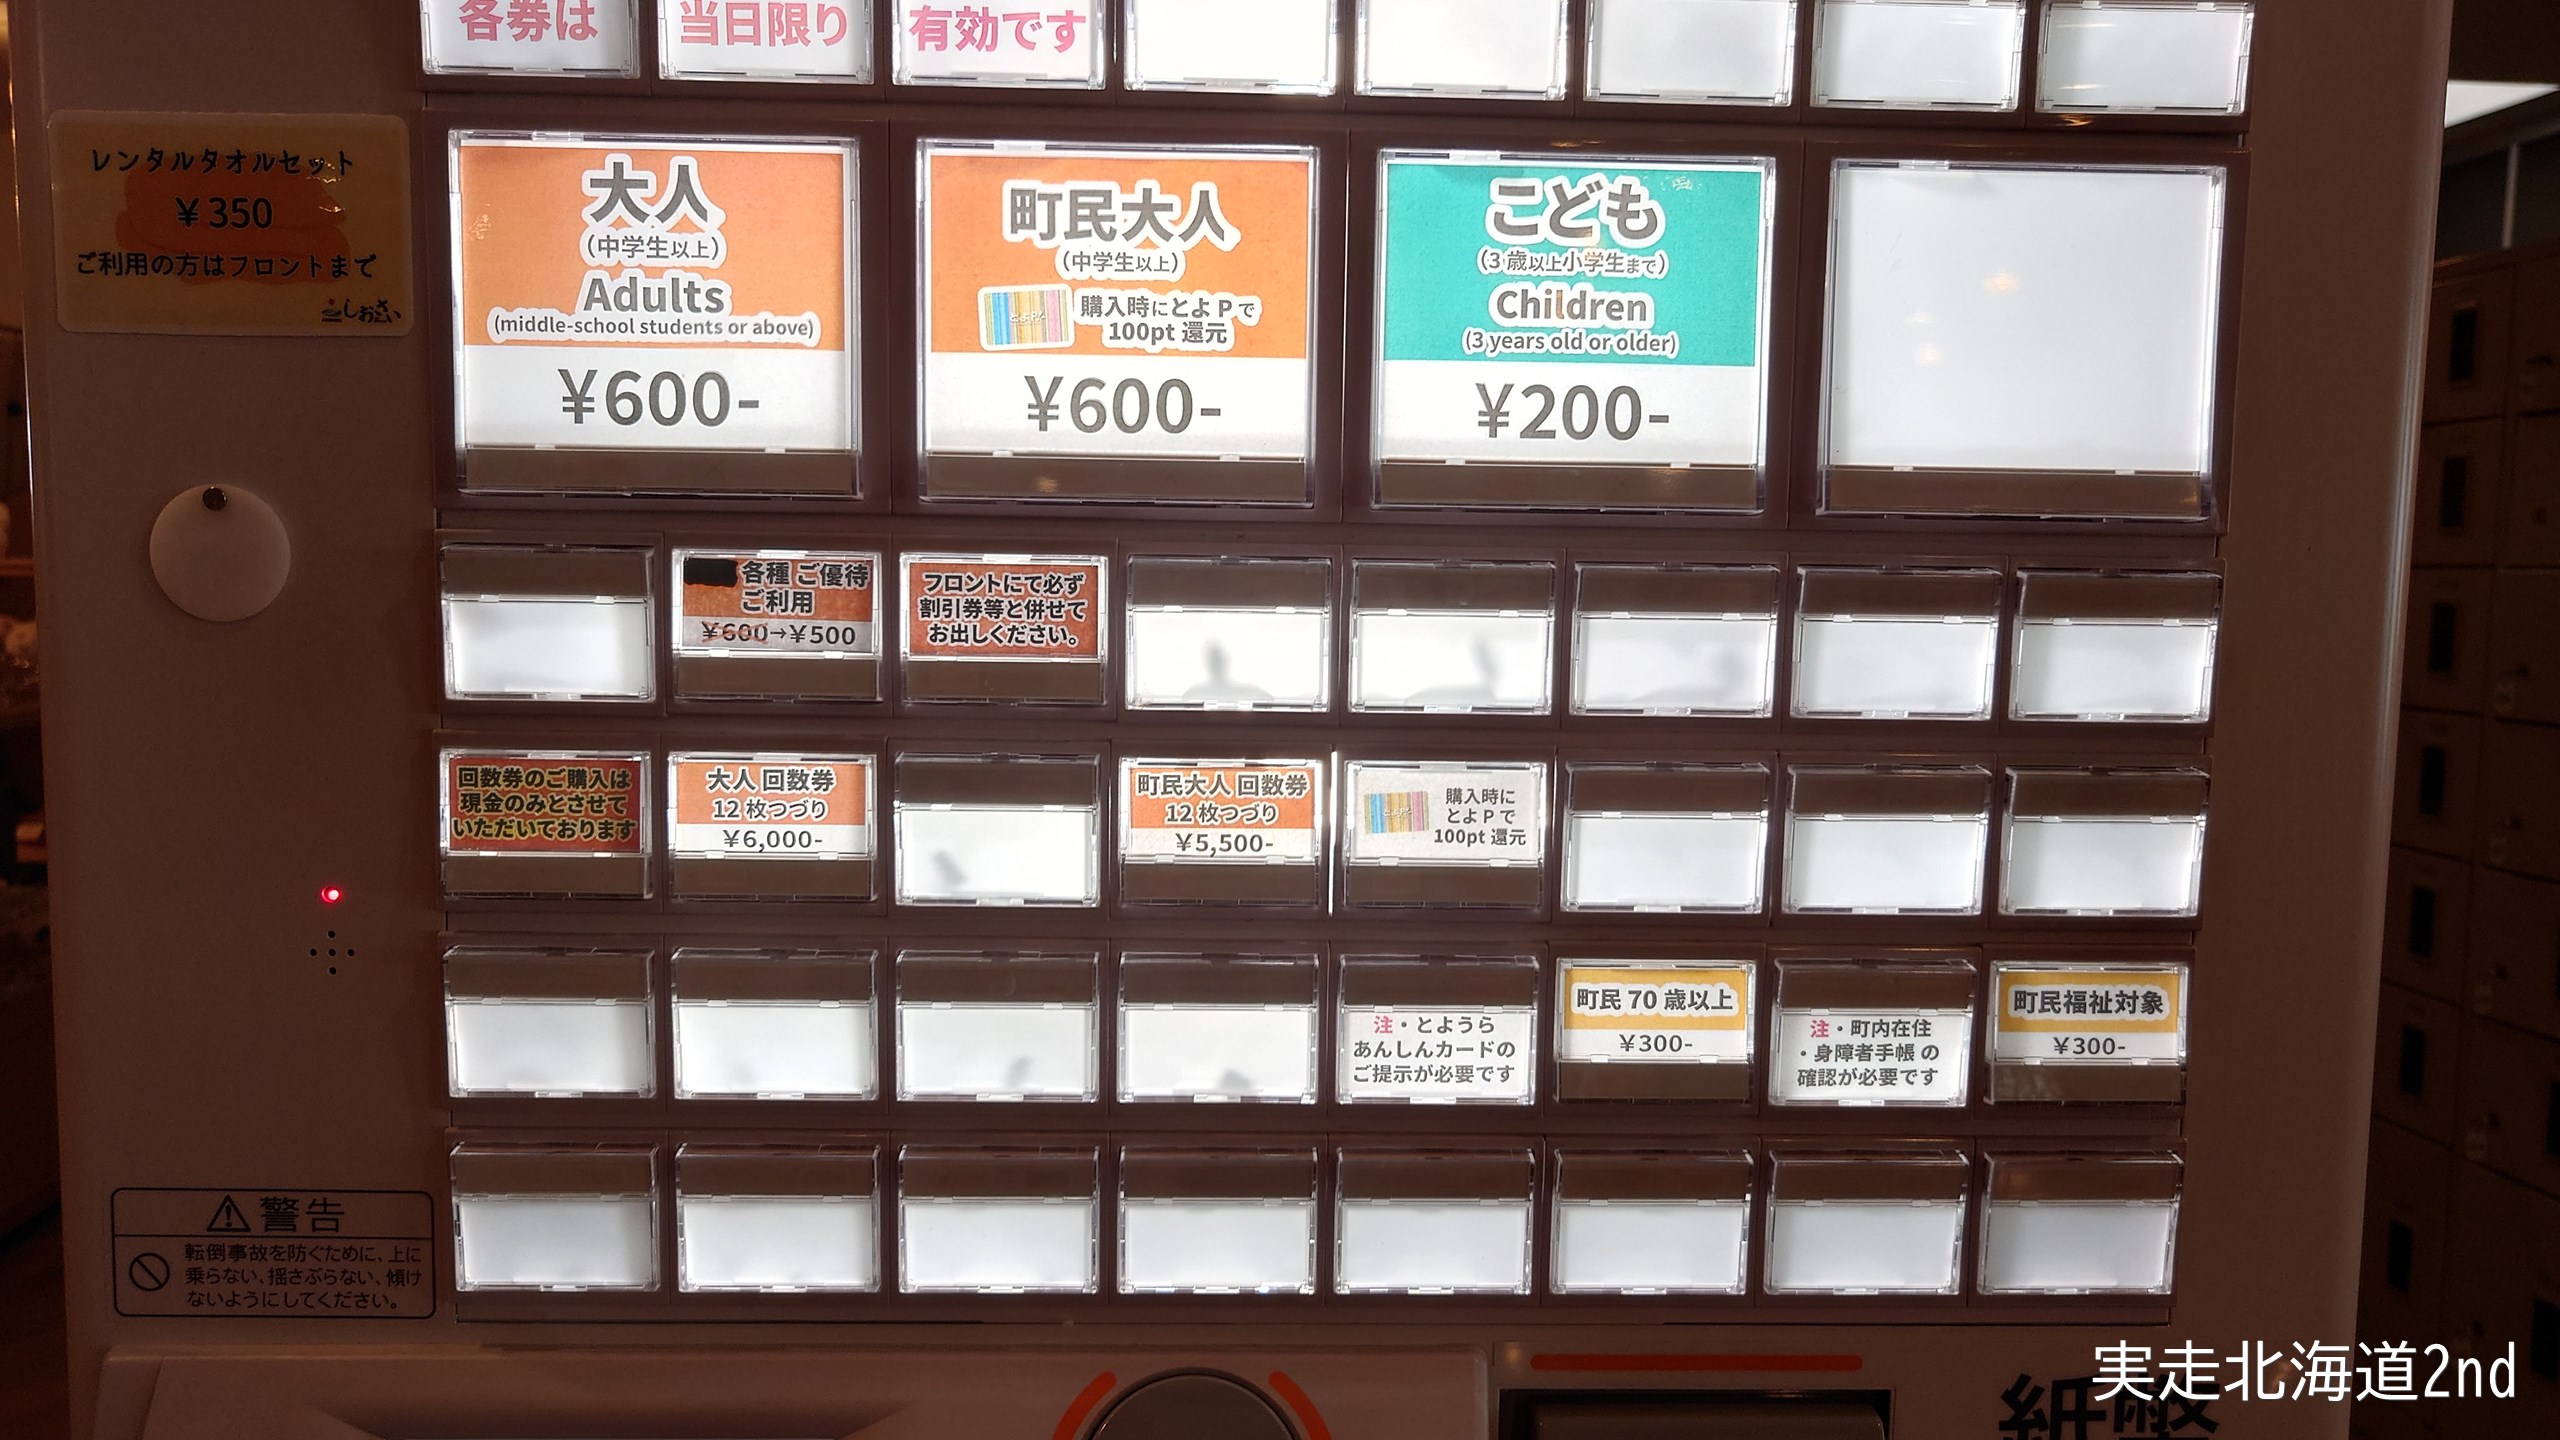 各券は
当日限り
有効です
レンタルタオルセット
￥350
ご利用の方はフロントまで
しおさい
大人
(中学生以上)
Adults
(middle-school students or above)
¥600-
町民大人
(中学生以上)
とよP!
購入時にとよPで
100pt 還元
¥600-
こども
(3歳以上小学生まで)
Children
(3 years old or older)
¥200-
各種 ご優待
ご利用
¥600→¥500
フロントにて必ず
割引券等と併せて
お出しください。
回数券のご購入は
現金のみとさせて
いただいております
大人 回数券
12枚つづり
¥6,000-
町民大人 回数券
12枚つづり
¥5,500-
購入時に
とよPで
100pt 還元
注・とようら
あんしんカードの
ご提示が必要です
町民70歳以上
¥300-
注・町内在住
・身障者手帳の
確認が必要です
町民福祉対象
¥300-
警告
転倒事故を防ぐために、上に
乗らない、揺さぶらない、傾け
ないようにしてください。
紙幣
実走北海道2nd